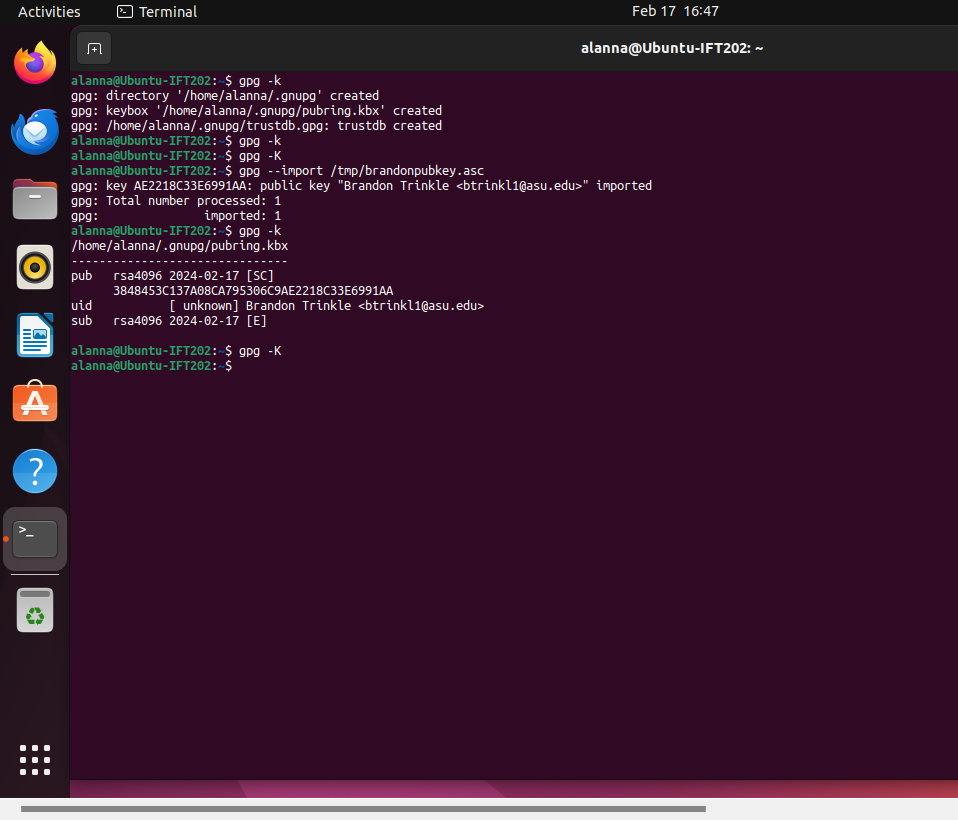 Activities Terminal Feb 17 16:47
alanna@Ubuntu-IFT202: ~
alanna@Ubuntu-IFT202:~$ gpg -k
gpg: directory '/home/alanna/.gnupg' created
gpg: keybox '/home/alanna/.gnupg/pubring.kbx' created
gpg: /home/alanna/.gnupg/trustdb.gpg: trustdb created
alanna@Ubuntu-IFT202:~$ gpg -k
alanna@Ubuntu-IFT202:~$ gpg -K
alanna@Ubuntu-IFT202:~$ gpg --import /tmp/brandonpubkey.asc
gpg: key AE2218C33E6991AA: public key "Brandon Trinkle <btrinkl1@asu.edu>" imported
gpg: Total number processed: 1
gpg:               imported: 1
alanna@Ubuntu-IFT202:~$ gpg -k
/home/alanna/.gnupg/pubring.kbx
-------------------------------
pub   rsa4096 2024-02-17 [SC]
      3848453C137A08CA795306C9AE2218C33E6991AA
uid           [ unknown] Brandon Trinkle <btrinkl1@asu.edu>
sub   rsa4096 2024-02-17 [E]
alanna@Ubuntu-IFT202:~$ gpg -K
alanna@Ubuntu-IFT202:~$